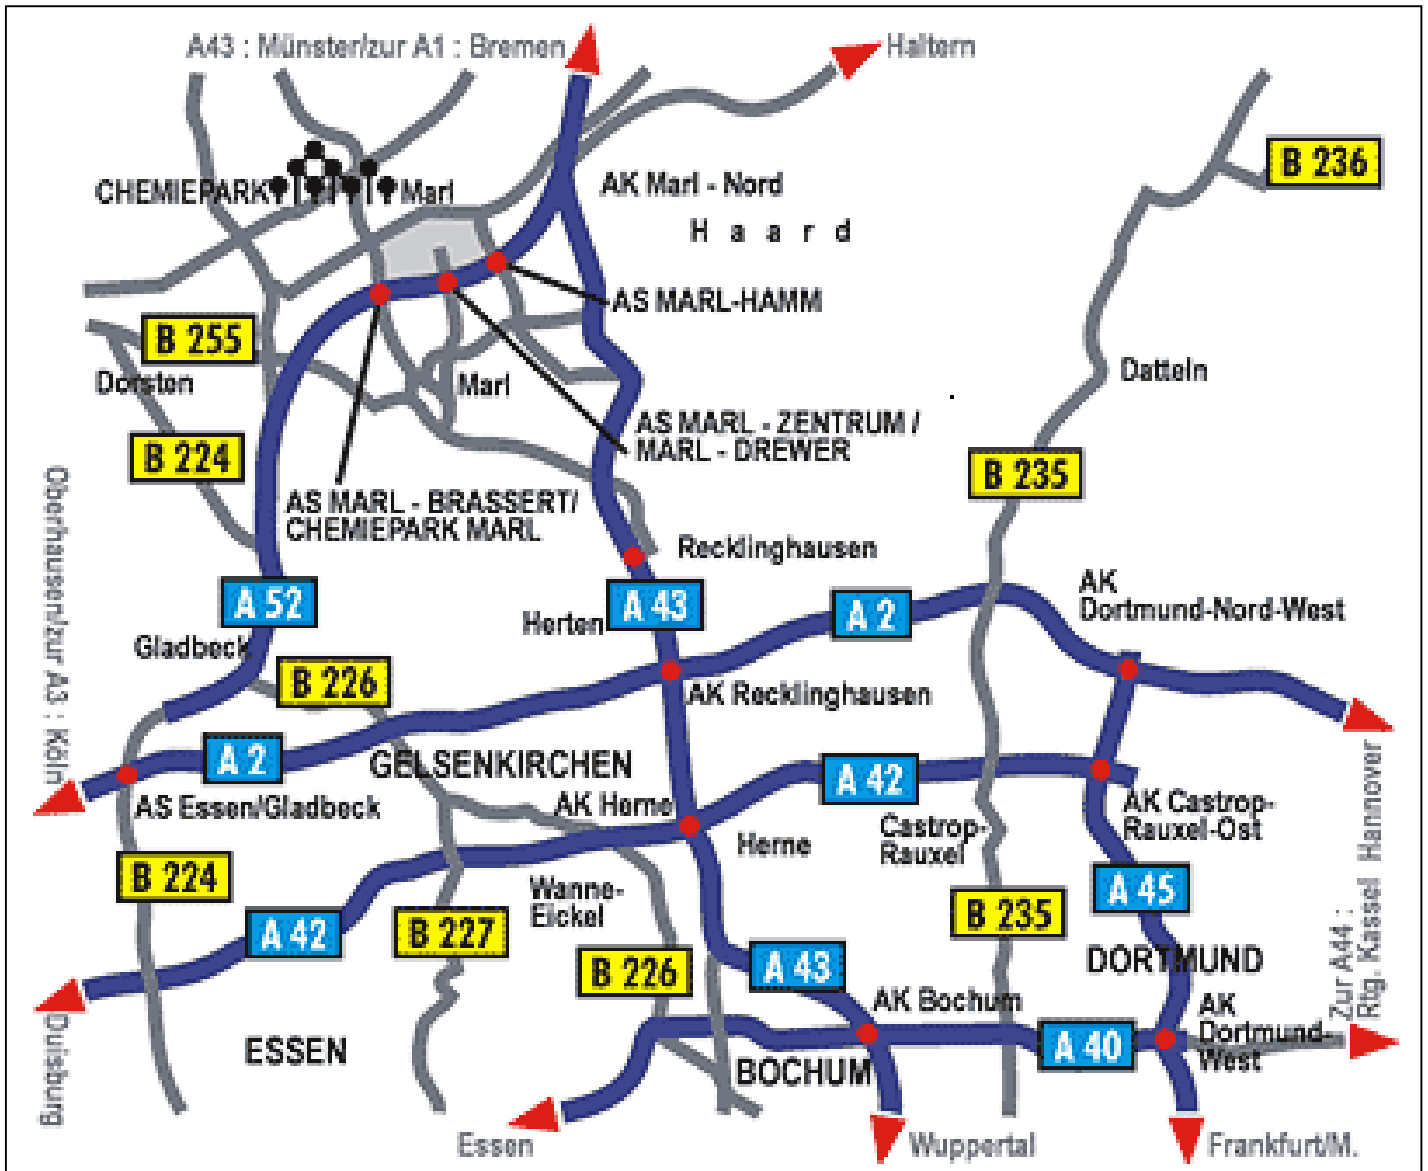 A43 : Münster/zur A1 : Bremen
Haltern
B 236
CHEMIEPARK Marl
AK Marl - Nord
Haard
AS MARL-HAMM
B 255
Dorsten
Marl
Datteln
AS MARL - ZENTRUM /
MARL - DREWER
B 224
B 235
AS MARL - BRASSERT/
CHEMIEPARK MARL
Oberhausen/zur A3 : Köln
Recklinghausen
A 52
A 43
A 2
AK
Dortmund-Nord-West
Herten
Gladbeck
B 226
AK Recklinghausen
A 2
GELSENKIRCHEN
A 42
AS Essen/Gladbeck
AK Herne
AK Castrop-
Rauxel-Ost
Castrop-
Rauxel
Herne
B 224
Wanne-
Eickel
A 45
A 42
B 227
B 235
DORTMUND
B 226
A 43
Zur A44 :
Rtg. Kassel Hannover
AK Bochum
AK
Dortmund-
West
Duisburg
ESSEN
A 40
BOCHUM
Essen
Wuppertal
Frankfurt/M.